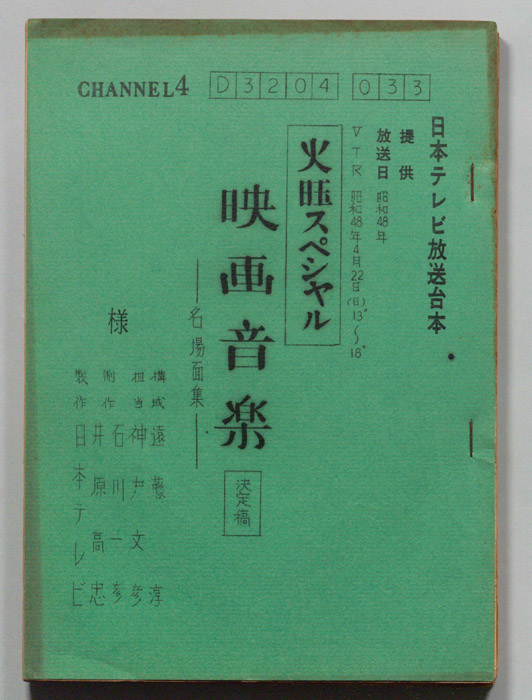 CHANNEL4 D3204 033
日本テレビ放送台本
提供
放送日 昭和48年
VTR 昭和48年4月22日(日)13°〜18°
火曜スペシャル
映画音楽
―名場面集―
決定稿
様
構成 遠藤 淳
担当 神戸文彦
制作 石川一彦
井原高忠
製作 日本テレビ